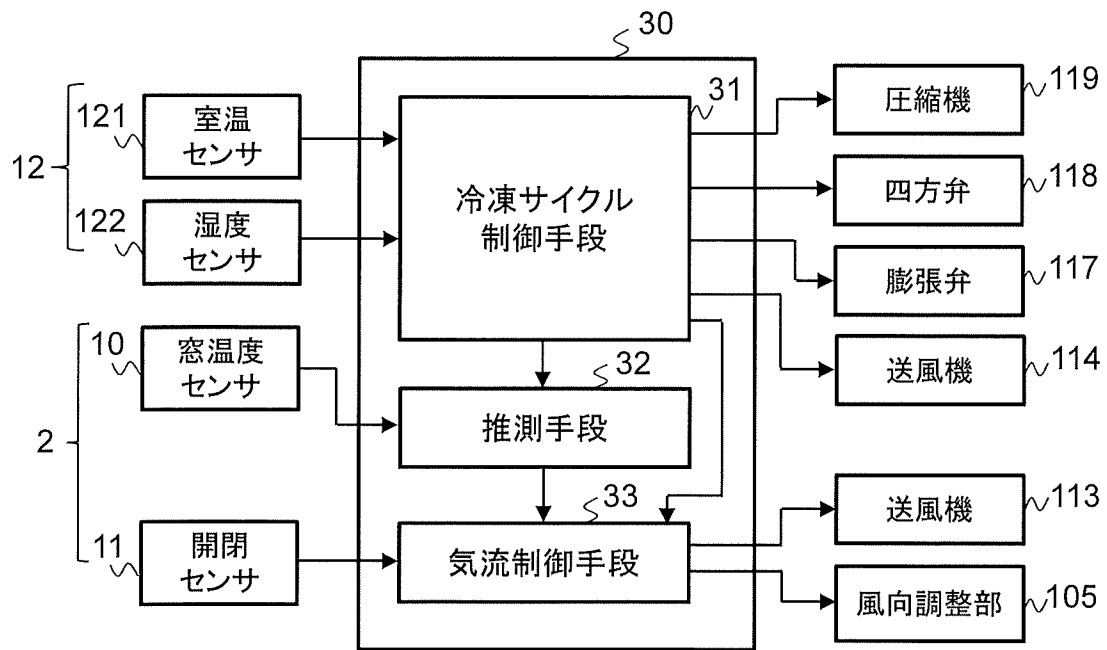 30
12
121
室温
センサ
122
湿度
センサ
31
冷凍サイクル
制御手段
圧縮機
119
四方弁
118
膨張弁
117
送風機
114
2
10
窓温度
センサ
32
推測手段
11
開閉
センサ
33
気流制御手段
送風機
113
風向調整部
105